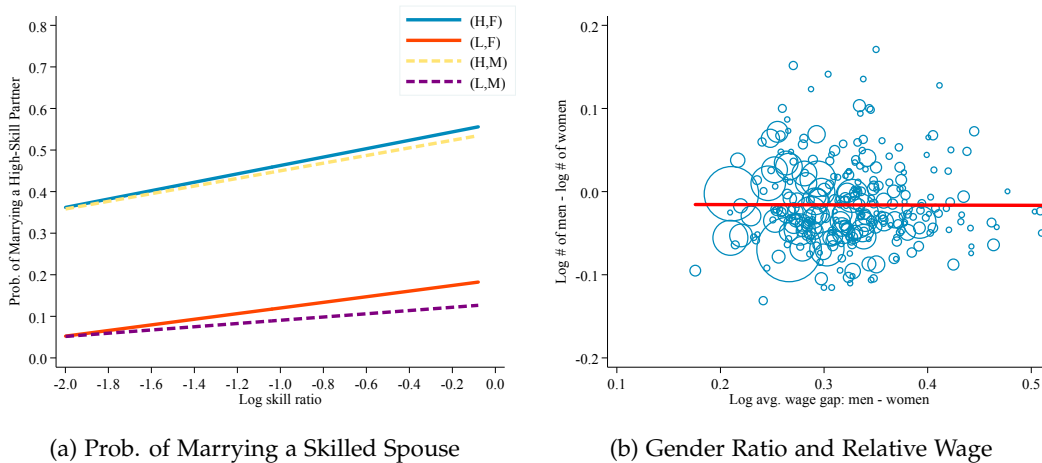 Prob. of Marrying a High-Skill Partner
0.8
0.7
0.6
0.5
0.4
0.3
0.2
0.1
0.0
(H,F)
(L,F)
(H,M)
(L,M)
-2.0 -1.8 -1.6 -1.4 -1.2 -1.0 -0.8 -0.6 -0.4 -0.2 0.0
Log skill ratio
(a) Prob. of Marrying a Skilled Spouse
Log # of men - log # of women
0.2
0.1
0.0
-0.1
-0.2
0.1 0.2 0.3 0.4 0.5
Log avg. wage gap: men - women
(b) Gender Ratio and Relative Wage